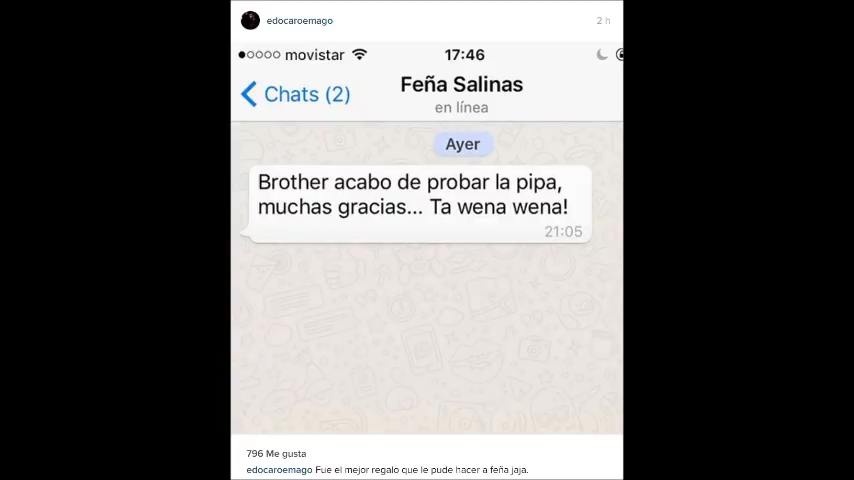 edocaroemago
2 h
movistar 17:46
Chats (2)
Feña Salinas
en línea
Ayer
Brother acabo de probar la pipa,
muchas gracias... Ta wena wena!
21:05
796 Me gusta
edocaroemago Fue el mejor regalo que le pude hacer a feña jaja.